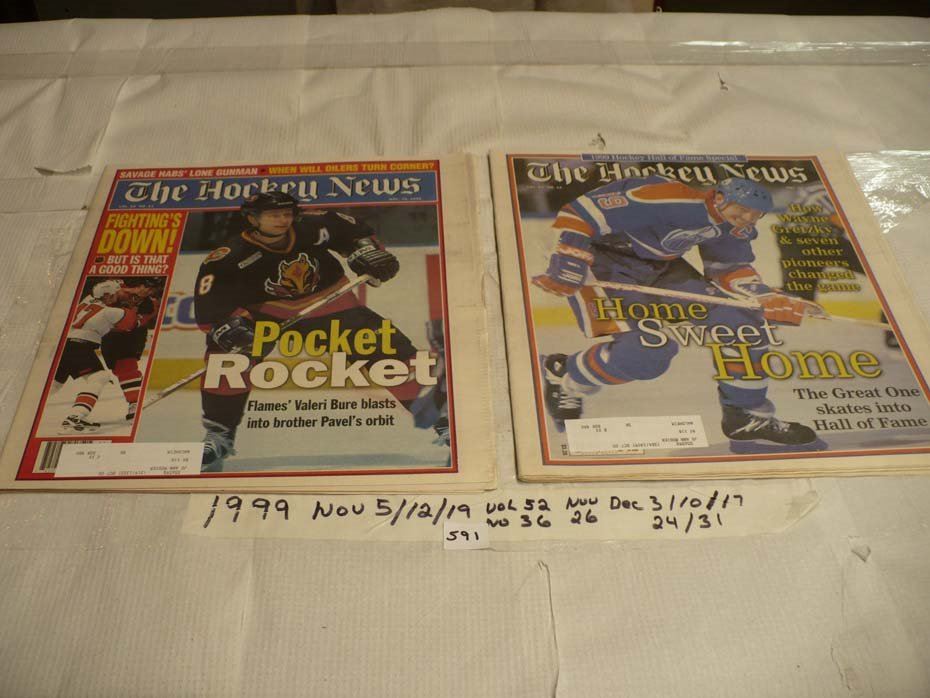 SAVAGE HABS' LONE GUNMAN • WHEN WILL OILERS TURN CORNER?
The Hockey News
FIGHTING'S
DOWN!
BUT IS THAT
A GOOD THING?
8
A
17
Pocket
Rocket
Flames' Valeri Bure blasts
into brother Pavel's orbit
1999 Hockey Hall of Fame Special
The Hockey News
How
Wayne
Gretzky
& seven
other
pioneers
changed
the game
Home
Sweet
Home
The Great One
skates into
Hall of Fame
1999 Nov 5/12/19 VOL 52 Nov Dec 3/10/17
NO 36 26 24/31
591